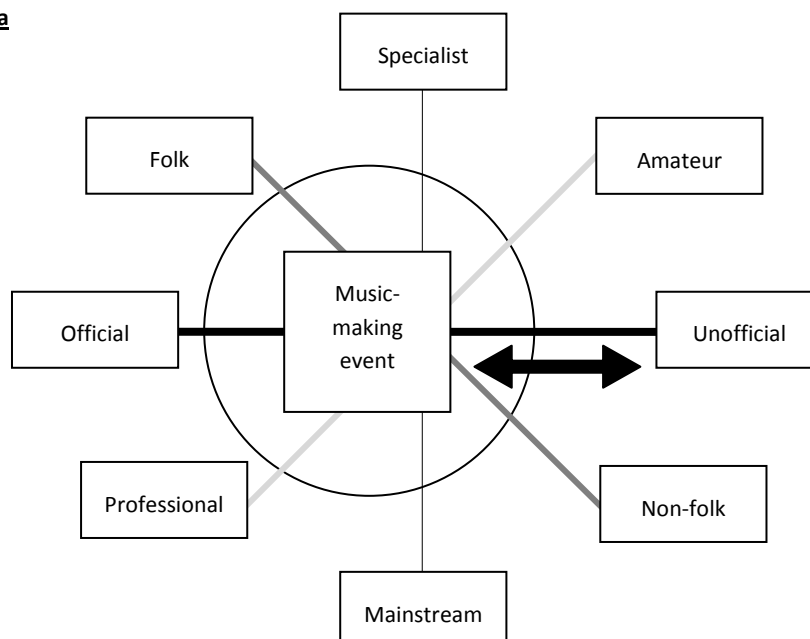 a
Specialist
Folk
Amateur
Music-
making
event
Official
Unofficial
Professional
Non-folk
Mainstream